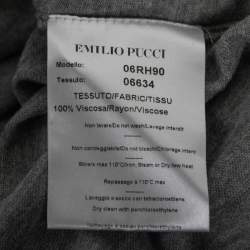 EMILIO PUCCI
Modello: 06RH90
Tessuto: 06634
TESSUTO/FABRIC/TISSU
100% Viscosa/Rayon/Viscose
Non lavare/Do not wash/Lavage interdit
Non candeggiabile/Do not bleach/Chlorage interdit
Stirare max 110°C/Iron, Steam or Dry low heat
Repassage à 110°C max
Lavaggio a secco con tetracloroetilene
Dry clean with perchloroethylene